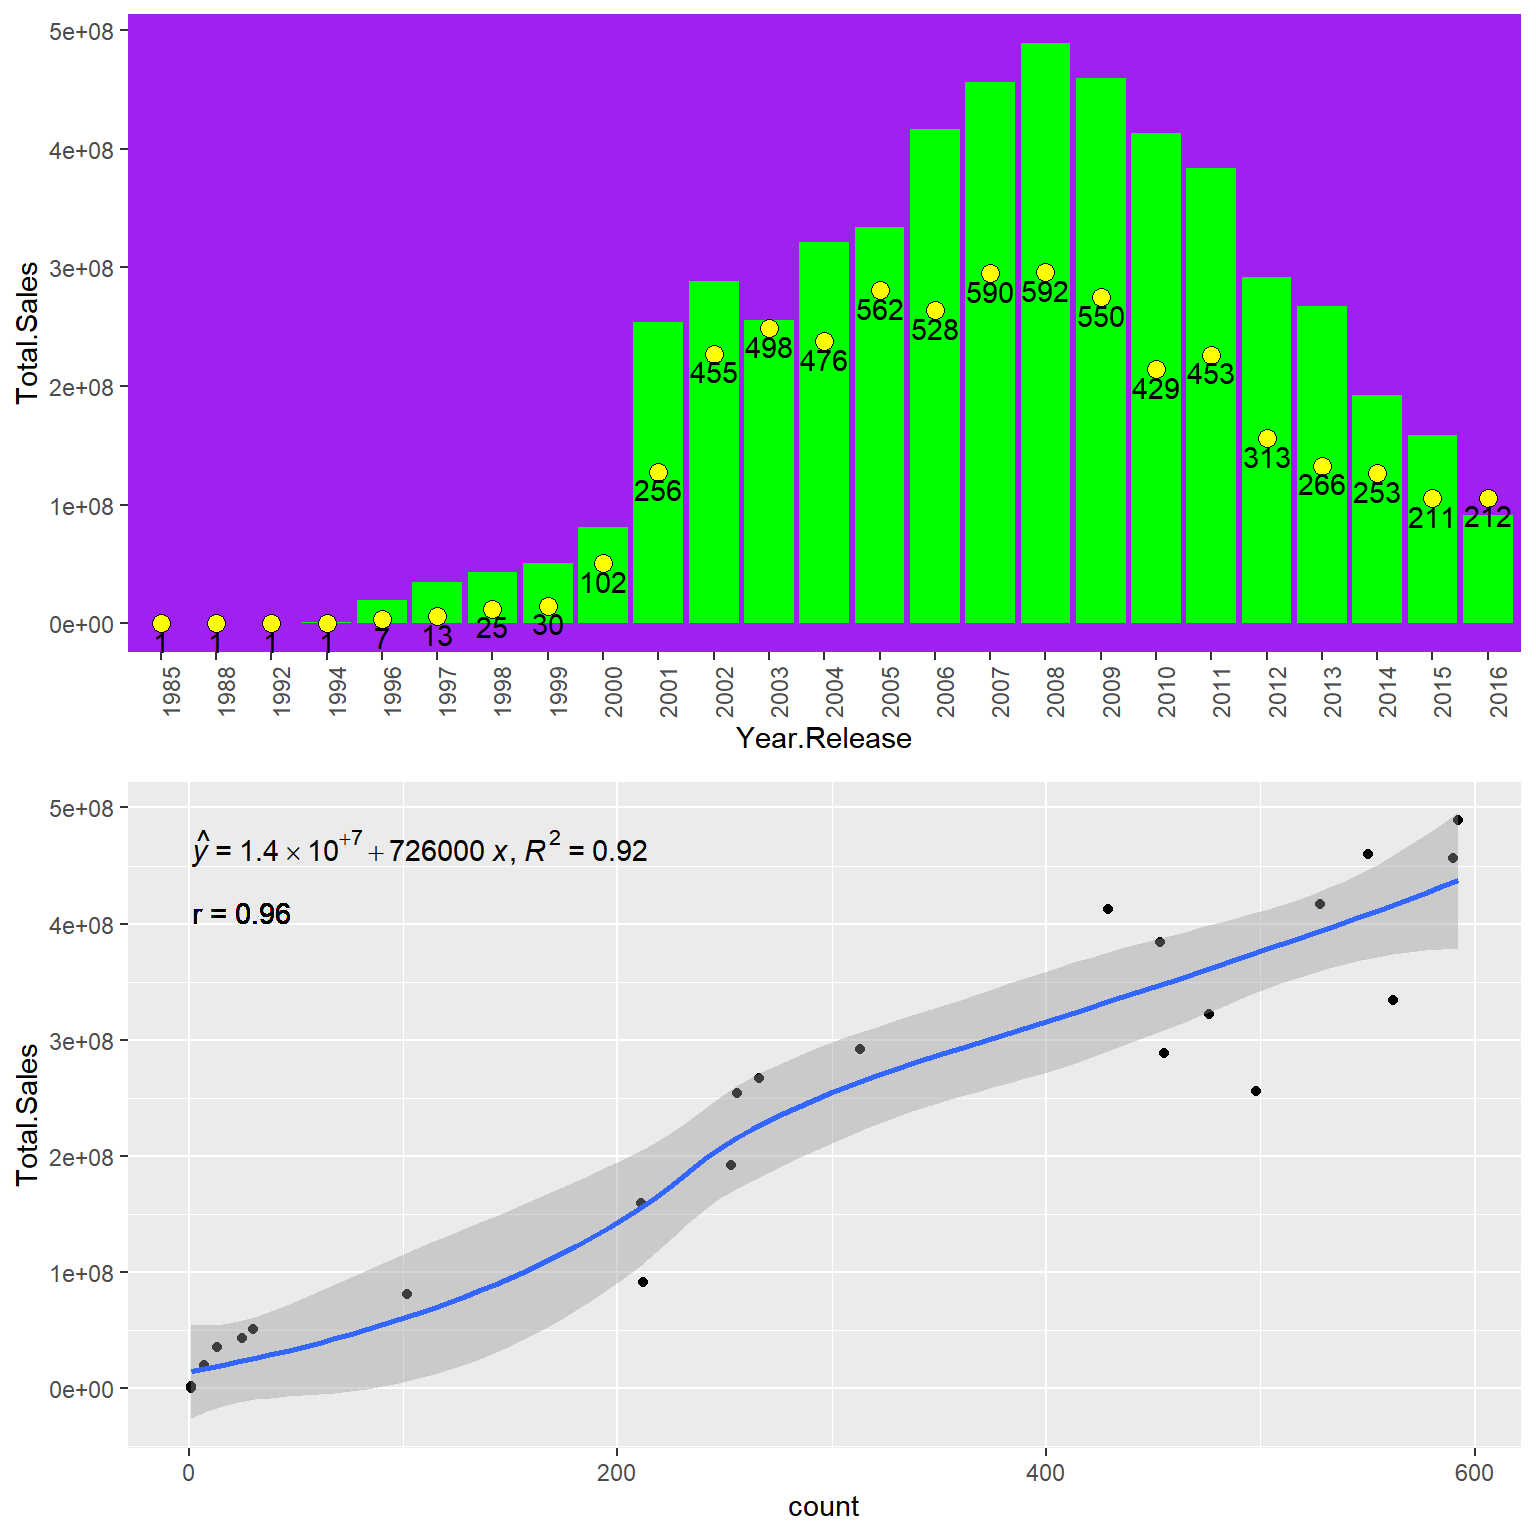 5e+08
4e+08
3e+08
2e+08
1e+08
0e+00
Total.Sales
1 1 1 1 7 13 25 30 102 256 455 498 476 562 528 590 592 550 429 453 313 266 253 211 212
1985 1988 1992 1994 1996 1997 1998 1999 2000 2001 2002 2003 2004 2005 2006 2007 2008 2009 2010 2011 2012 2013 2014 2015 2016
Year.Release
5e+08
4e+08
3e+08
2e+08
1e+08
0e+00
Total.Sales
ŷ = 1.4 × 10⁺⁷ + 726000 x, R² = 0.92
r = 0.96
0 200 400 600
count